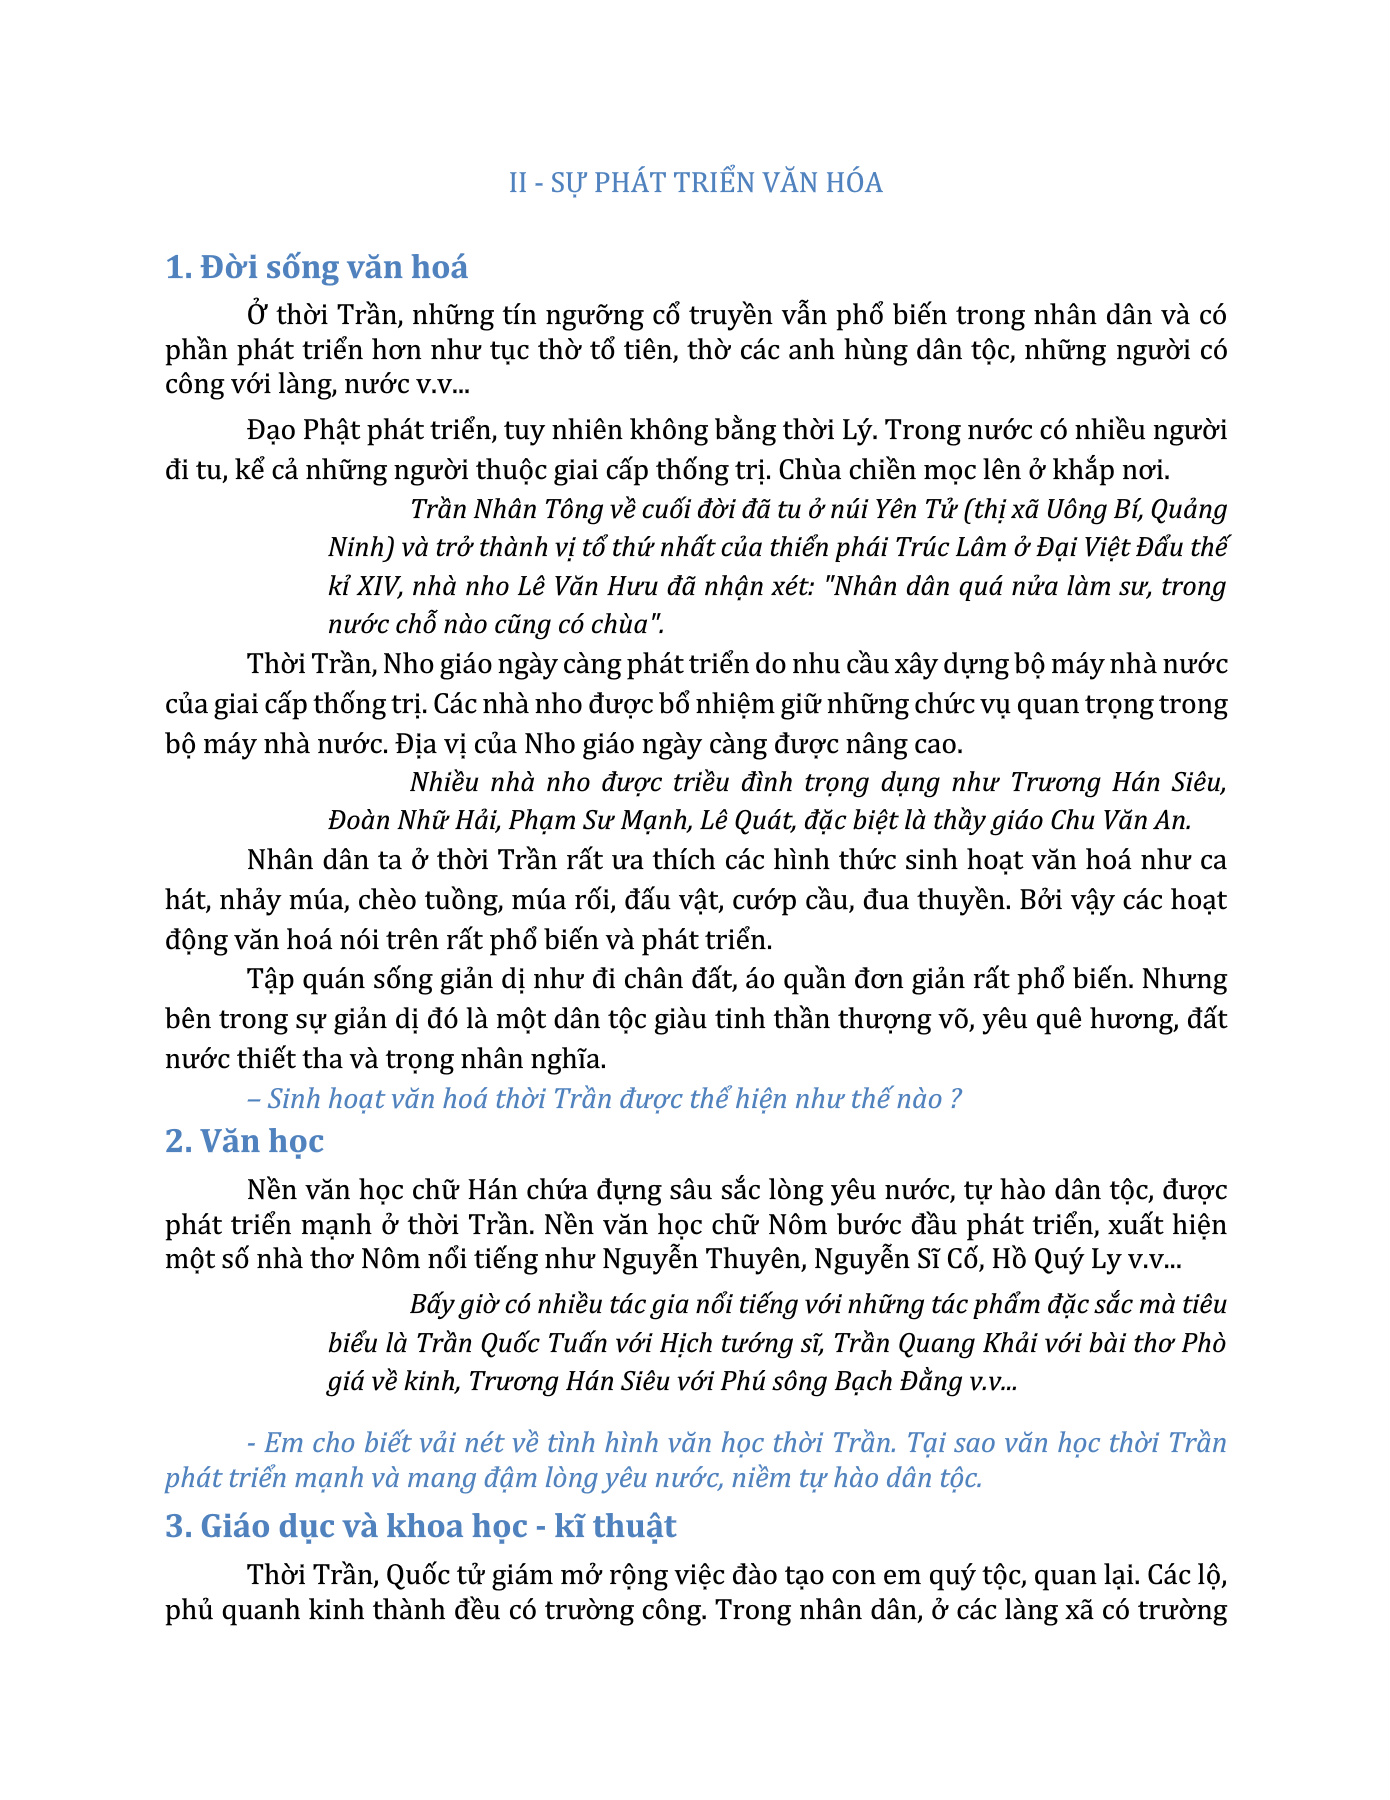 II - SỰ PHÁT TRIỂN VĂN HÓA
1. Đời sống văn hoá
Ở thời Trần, những tín ngưỡng cổ truyền vẫn phổ biến trong nhân dân và có
phần phát triển hơn như tục thờ tổ tiên, thờ các anh hùng dân tộc, những người có
công với làng, nước v.v...
Đạo Phật phát triển, tuy nhiên không bằng thời Lý. Trong nước có nhiều người
đi tu, kể cả những người thuộc giai cấp thống trị. Chùa chiền mọc lên ở khắp nơi.
Trần Nhân Tông về cuối đời đã tu ở núi Yên Tử (thị xã Uông Bí, Quảng
Ninh) và trở thành vị tổ thứ nhất của thiển phái Trúc Lâm ở Đại Việt Đẩu thế
kỉ XIV, nhà nho Lê Văn Hưu đã nhận xét: "Nhân dân quá nửa làm sư, trong
nước chỗ nào cũng có chùa".
Thời Trần, Nho giáo ngày càng phát triển do nhu cầu xây dựng bộ máy nhà nước
của giai cấp thống trị. Các nhà nho được bổ nhiệm giữ những chức vụ quan trọng trong
bộ máy nhà nước. Địa vị của Nho giáo ngày càng được nâng cao.
Nhiều nhà nho được triều đình trọng dụng như Trương Hán Siêu,
Đoàn Nhữ Hải, Phạm Sư Mạnh, Lê Quát, đặc biệt là thầy giáo Chu Văn An.
Nhân dân ta ở thời Trần rất ưa thích các hình thức sinh hoạt văn hoá như ca
hát, nhảy múa, chèo tuồng, múa rối, đấu vật, cướp cầu, đua thuyền. Bởi vậy các hoạt
động văn hoá nói trên rất phổ biến và phát triển.
Tập quán sống giản dị như đi chân đất, áo quần đơn giản rất phổ biến. Nhưng
bên trong sự giản dị đó là một dân tộc giàu tinh thần thượng võ, yêu quê hương, đất
nước thiết tha và trọng nhân nghĩa.
– Sinh hoạt văn hoá thời Trần được thể hiện như thế nào ?
2. Văn học
Nền văn học chữ Hán chứa đựng sâu sắc lòng yêu nước, tự hào dân tộc, được
phát triển mạnh ở thời Trần. Nền văn học chữ Nôm bước đầu phát triển, xuất hiện
một số nhà thơ Nôm nổi tiếng như Nguyễn Thuyên, Nguyễn Sĩ Cố, Hồ Quý Ly v.v...
Bấy giờ có nhiều tác gia nổi tiếng với những tác phẩm đặc sắc mà tiêu
biểu là Trần Quốc Tuấn với Hịch tướng sĩ, Trần Quang Khải với bài thơ Phò
giá về kinh, Trương Hán Siêu với Phú sông Bạch Đằng v.v...
- Em cho biết vải nét về tình hình văn học thời Trần. Tại sao văn học thời Trần
phát triển mạnh và mang đậm lòng yêu nước, niềm tự hào dân tộc.
3. Giáo dục và khoa học - kĩ thuật
Thời Trần, Quốc tử giám mở rộng việc đào tạo con em quý tộc, quan lại. Các lộ,
phủ quanh kinh thành đều có trường công. Trong nhân dân, ở các làng xã có trường